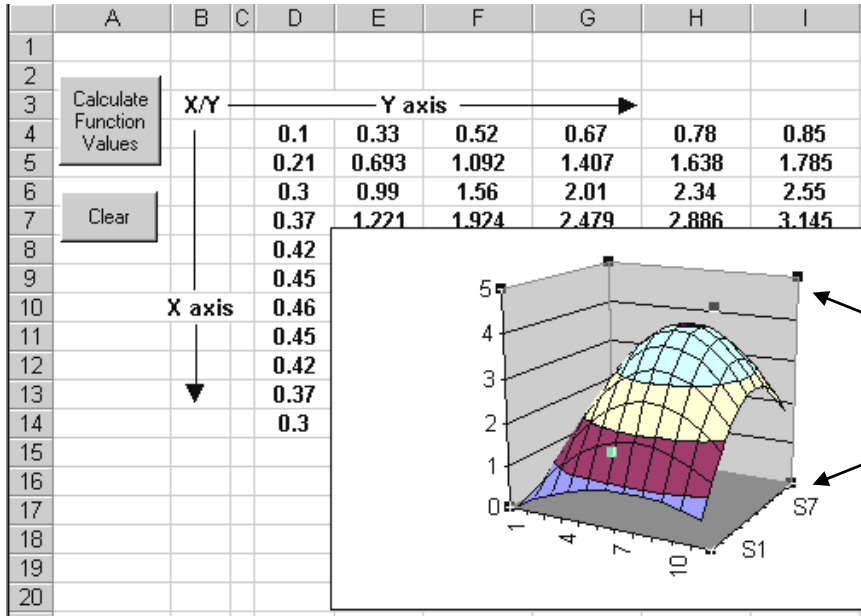 A B C D E F G H I
1
2
3 Calculate Function Values X/Y Y axis
4 0.1 0.33 0.52 0.67 0.78 0.85
5 0.21 0.693 1.092 1.407 1.638 1.785
6 0.3 0.99 1.56 2.01 2.34 2.55
7 Clear 0.37 1.221 1.924 2.479 2.886 3.145
8 0.42
9 0.45
10 X axis 0.46
11 0.45
12 0.42
13 0.37
14 0.3
15
16
17
18
19
20
5
4
3
2
1
0
1 4 7 10
S1
S7